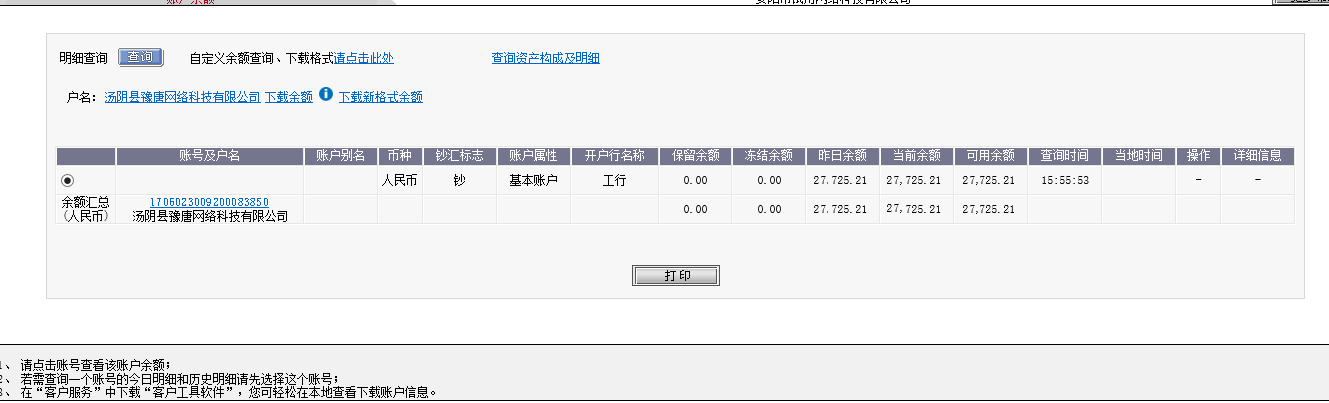 账户余额
明细查询 查询 自定义余额查询、下载格式请点击此处 查询资产构成及明细
户名: 汤阴县豫唐网络科技有限公司 下载余额 下载新格式余额
账号及户名 账户别名 币种 钞汇标志 账户属性 开户行名称 保留余额 冻结余额 昨日余额 当前余额 可用余额 查询时间 当地时间 操作 详细信息
人民币 钞 基本账户 工行 0.00 0.00 27.725.21 27,725.21 27,725.21 15:55:53 - -
余额汇总 1706023009200083850
(人民币) 汤阴县豫唐网络科技有限公司 0.00 0.00 27.725.21 27,725.21 27,725.21
打印
1、 请点击账号查看该账户余额;
2、 若需查询一个账号的今日明细和历史明细请先选择这个账号;
3、 在“客户服务”中下载“客户工具软件”,您可轻松在本地查看下载账户信息。